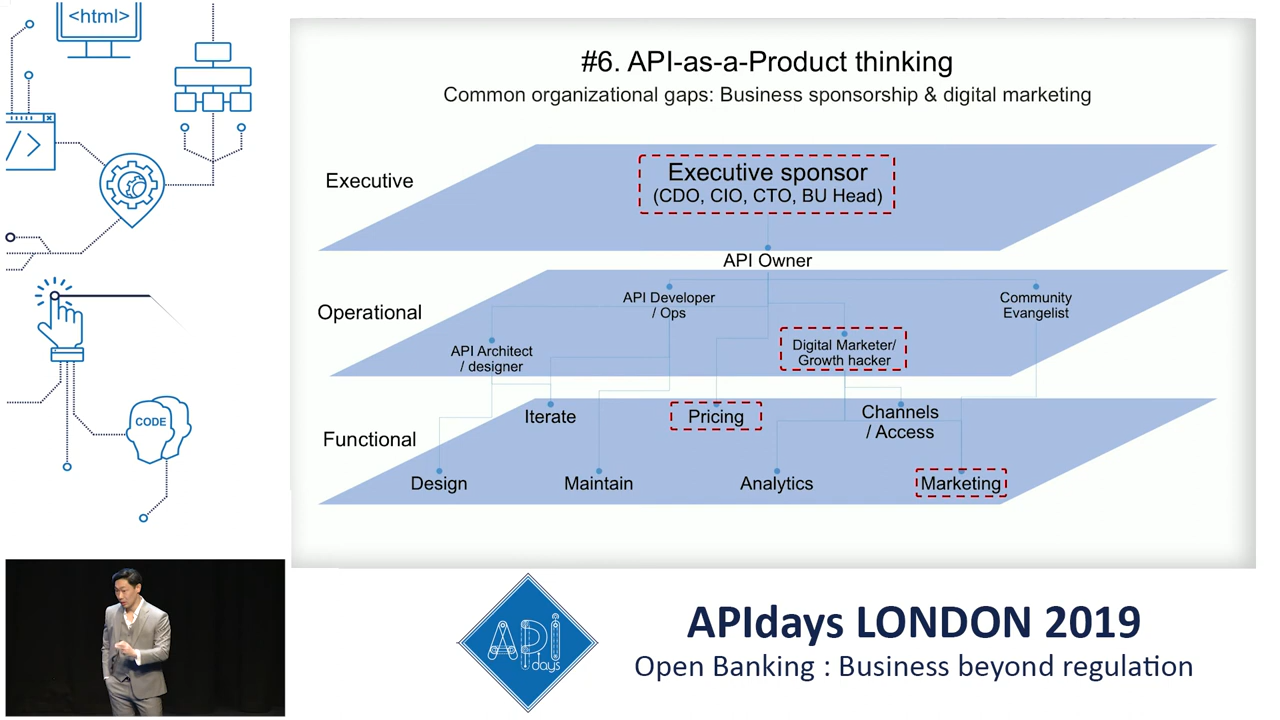 <html>
</>
CODE
#6. API-as-a-Product thinking
Common organizational gaps: Business sponsorship & digital marketing
Executive
Executive sponsor
(CDO, CIO, CTO, BU Head)
API Owner
Operational
API Developer
/ Ops
Community
Evangelist
API Architect
/ designer
Digital Marketer/
Growth hacker
Functional
Iterate
Pricing
Channels
/ Access
Design
Maintain
Analytics
Marketing
API
days
APIdays LONDON 2019
Open Banking : Business beyond regulation